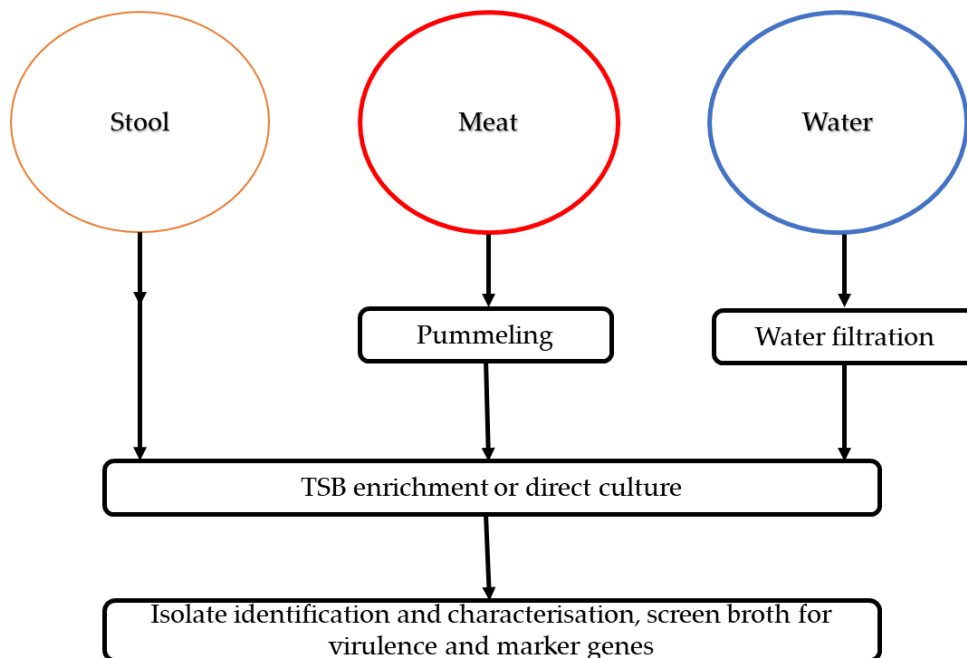 Stool
Meat
Water
Pummeling
Water filtration
TSB enrichment or direct culture
Isolate identification and characterisation, screen broth for
virulence and marker genes